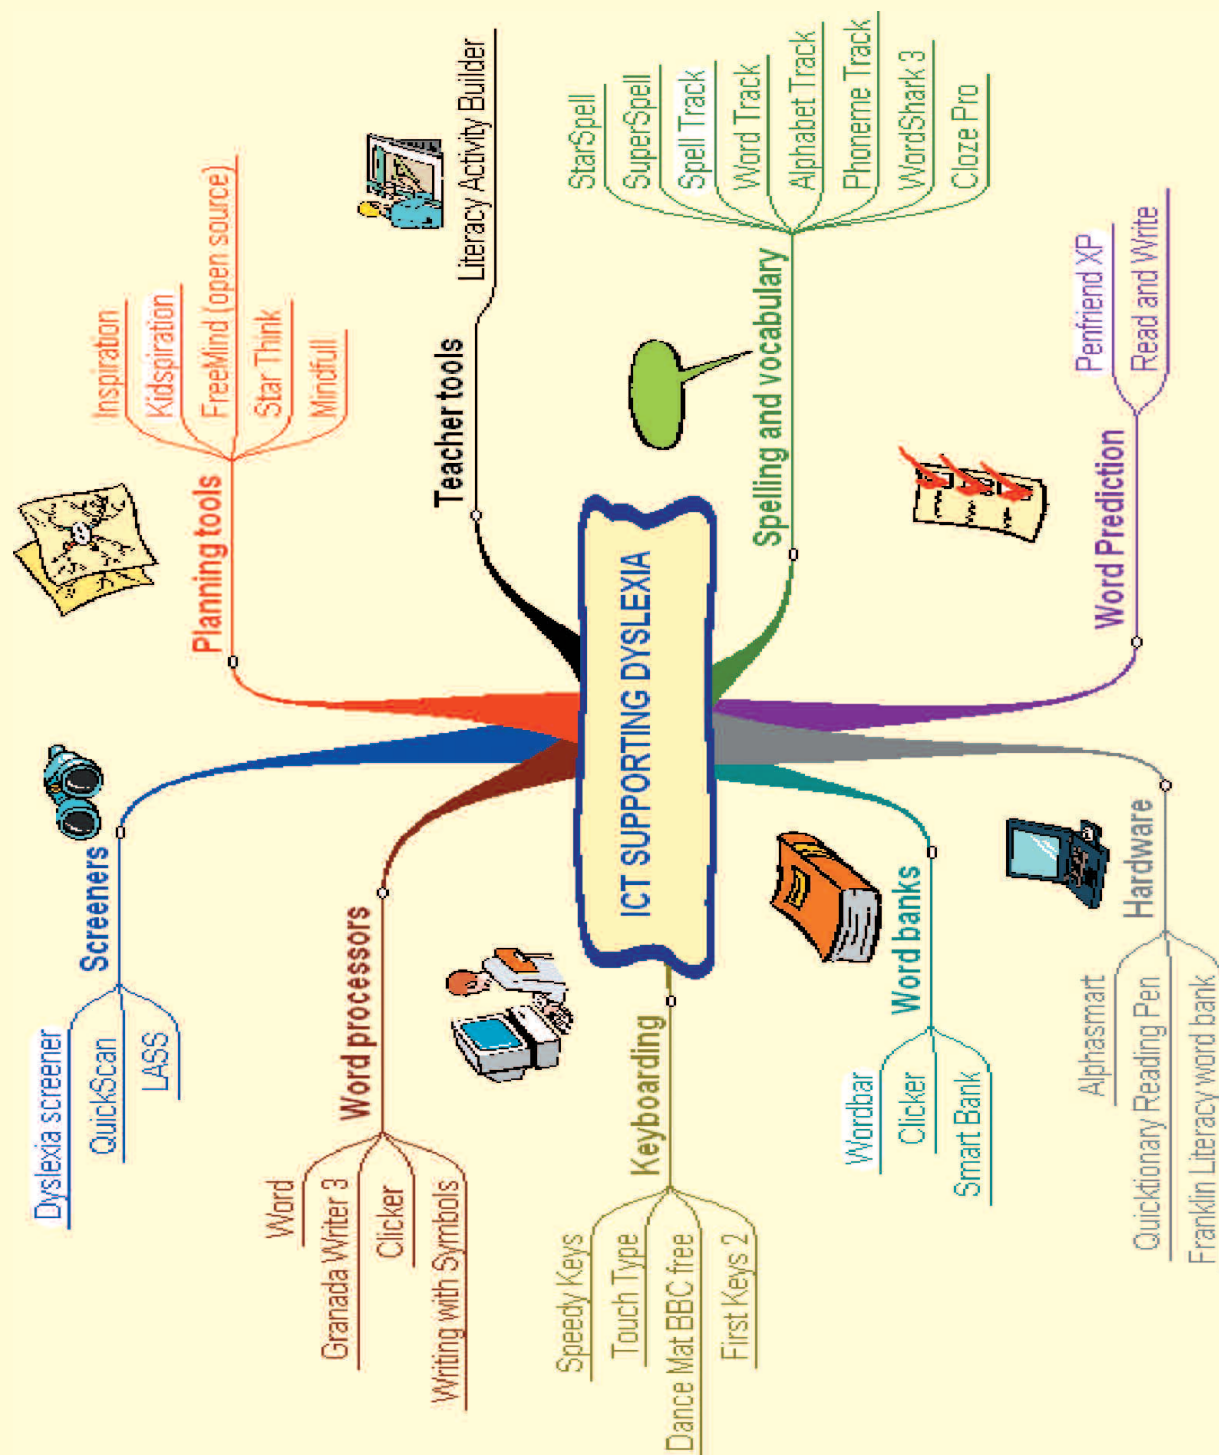 ICT SUPPORTING DYSLEXIA
Screeners
Dyslexia screener
QuickScan
LASS
Planning tools
Inspiration
Kidspiration
FreeMind (open source)
Star Think
Mindfull
Word processors
Word
Granada Writer 3
Clicker
Writing with Symbols
Teacher tools
Literacy Activity Builder
Keyboarding
Speedy Keys
Touch Type
Dance Mat BBC free
First Keys 2
Spelling and vocabulary
StarSpell
SuperSpell
Spell Track
Word Track
Alphabet Track
Phoneme Track
WordShark 3
Cloze Pro
Word banks
Wordbar
Clicker
Smart Bank
Word Prediction
Penfriend XP
Read and Write
Hardware
Alphasmart
Quicktionary Reading Pen
Franklin Literacy word bank